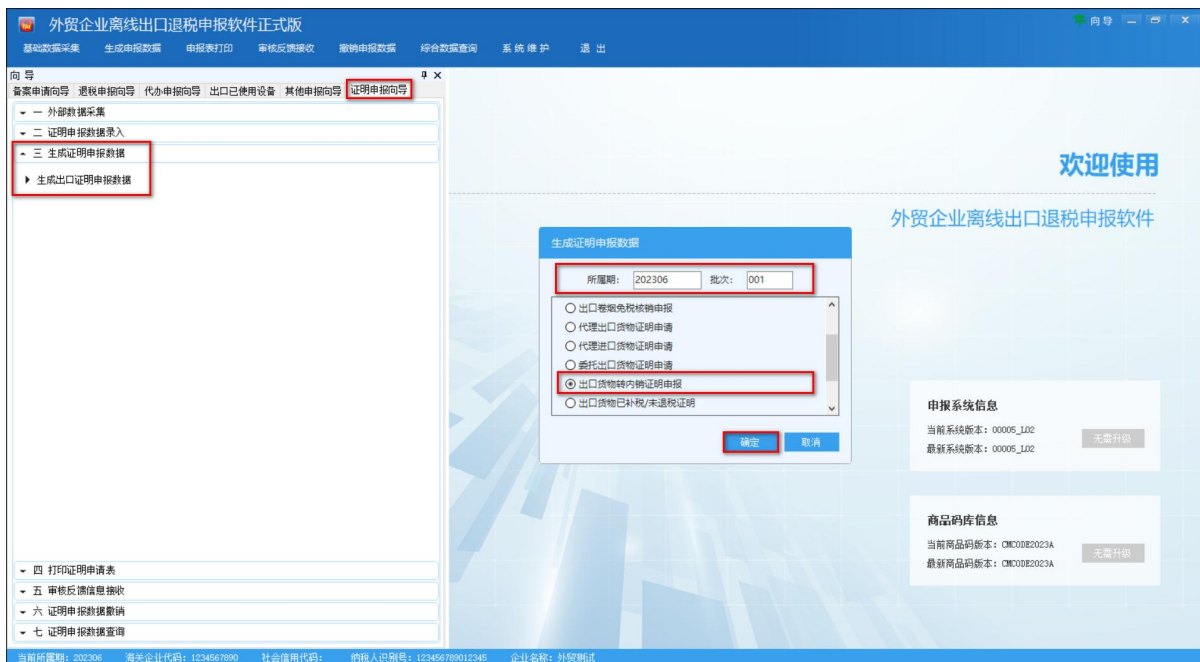 外贸企业离线出口退税申报软件正式版
向导
基础数据采集 生成申报数据 申报表打印 审核反馈接收 撤销申报数据 综合数据查询 系统维护 退出
向导
备案申请向导 退税申报向导 代办申报向导 出口已使用设备 其他申报向导 证明申报向导
一 外部数据采集
二 证明申报数据录入
三 生成证明申报数据
生成出口证明申报数据
欢迎使用
外贸企业离线出口退税申报软件
生成证明申报数据
所属期: 202306 批次: 001
出口卷烟免税核销申报
代理出口货物证明申请
代理进口货物证明申请
委托出口货物证明申请
出口货物转内销证明申报
出口货物已补税/未退税证明
确定 取消
申报系统信息
当前系统版本: 00005_L02
最新系统版本: 00005_L02
无需升级
商品码库信息
当前商品码版本: CMCODE2023A
最新商品码版本: CMCODE2023A
无需升级
四 打印证明申请表
五 审核反馈信息接收
六 证明申报数据撤销
七 证明申报数据查询
当前所属期: 202306 海关企业代码: 1234567890 社会信用代码: 纳税人识别号: 123456789012345 企业名称: 外贸测试